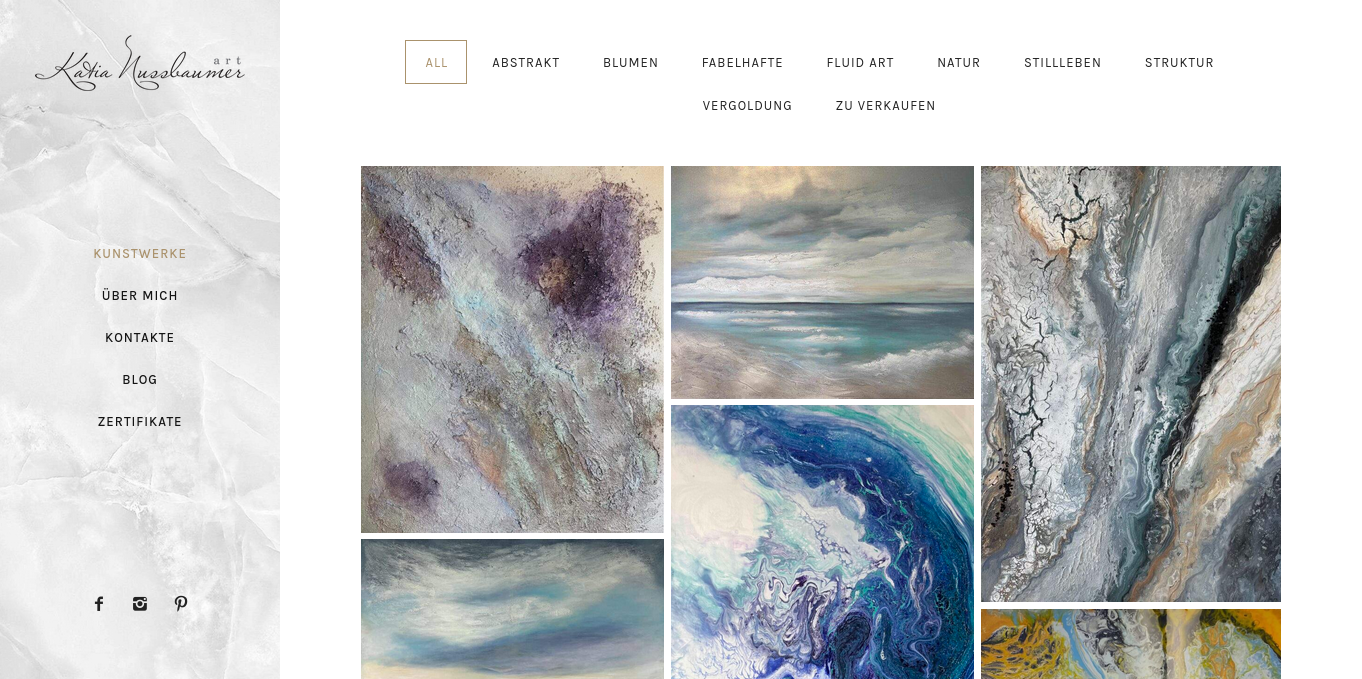 Katia Nussbaumer art
KUNSTWERKE
ÜBER MICH
KONTAKTE
BLOG
ZERTIFIKATE
ALL ABSTRAKT BLUMEN FABELHAFTE FLUID ART NATUR STILLLEBEN STRUKTUR
VERGOLDUNG ZU VERKAUFEN